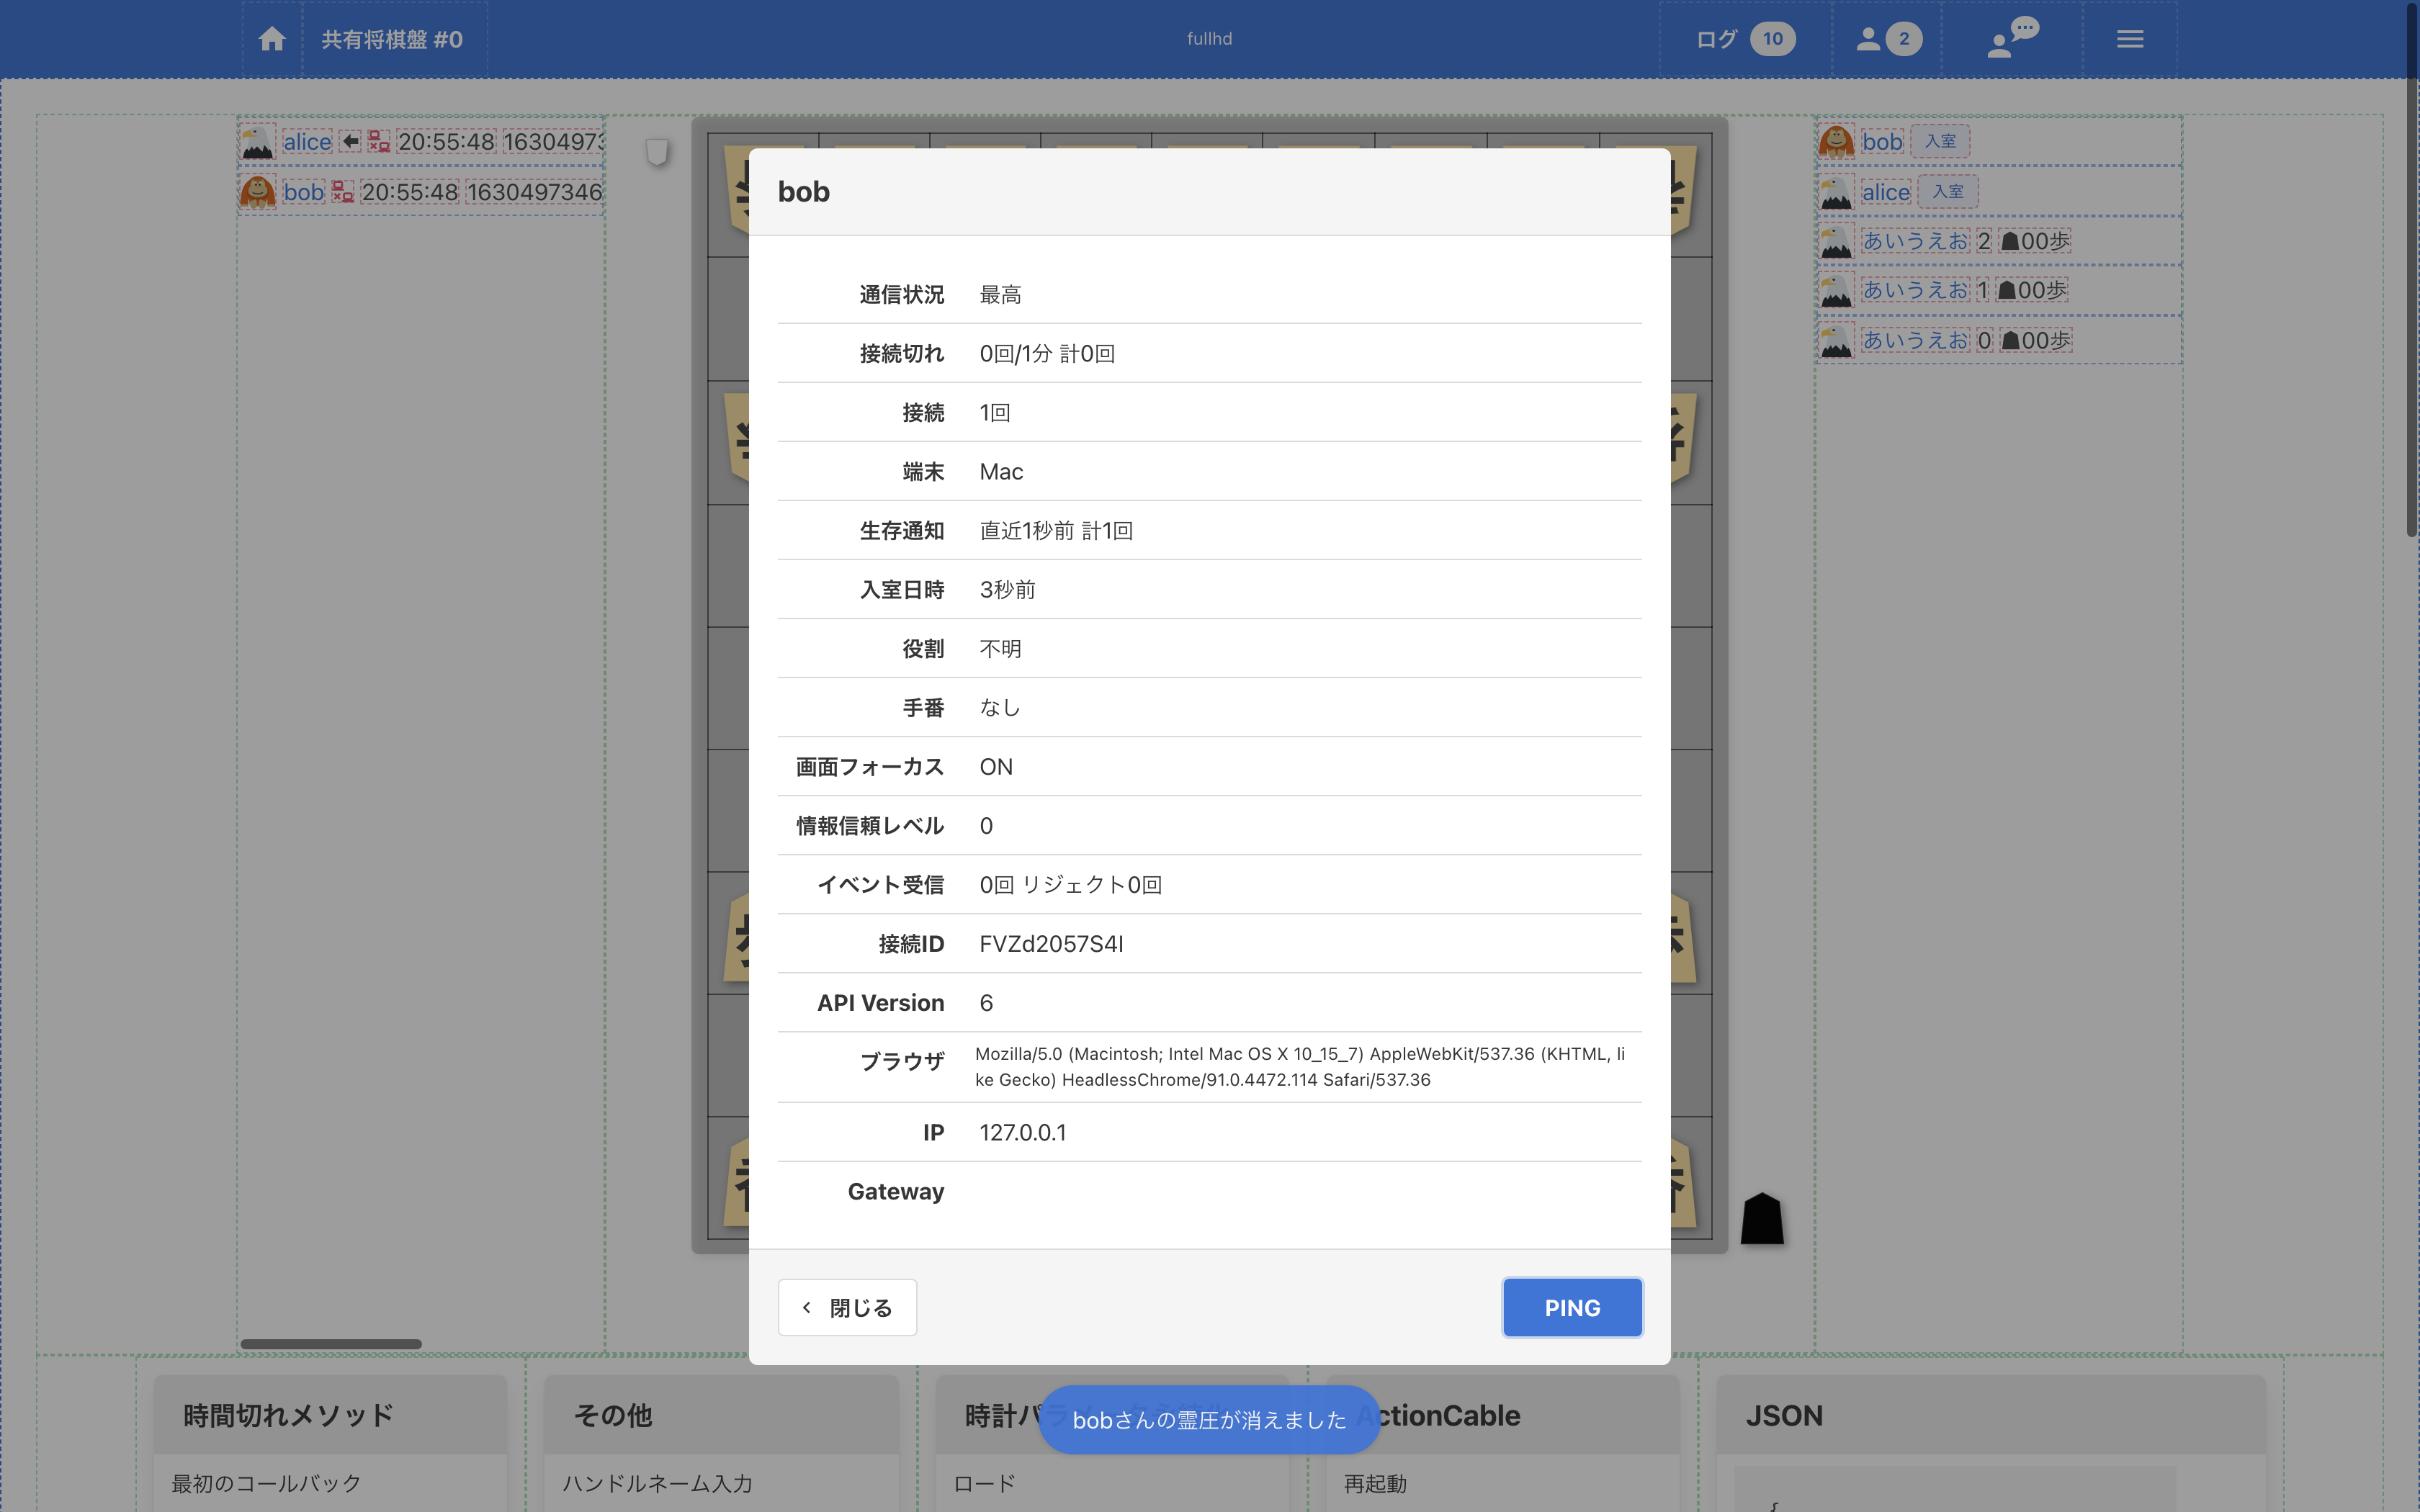 共有将棋盤 #0
fullhd
ログ 10
2
alice 20:55:48 16304973
bob 20:55:48 1630497346
bob 入室
alice 入室
あいうえお 2 ☗00歩
あいうえお 1 ☗00歩
あいうえお 0 ☗00歩
bob
通信状況 最高
接続切れ 0回/1分 計0回
接続 1回
端末 Mac
生存通知 直近1秒前 計1回
入室日時 3秒前
役割 不明
手番 なし
画面フォーカス ON
情報信頼レベル 0
イベント受信 0回 リジェクト0回
接続ID FVZd2057S4I
API Version 6
ブラウザ Mozilla/5.0 (Macintosh; Intel Mac OS X 10_15_7) AppleWebKit/537.36 (KHTML, li
ke Gecko) HeadlessChrome/91.0.4472.114 Safari/537.36
IP 127.0.0.1
Gateway
閉じる
PING
bobさんの霊圧が消えました
時間切れメソッド
最初のコールバック
その他
ハンドルネーム入力
時計パ
ロード
ActionCable
再起動
JSON
{